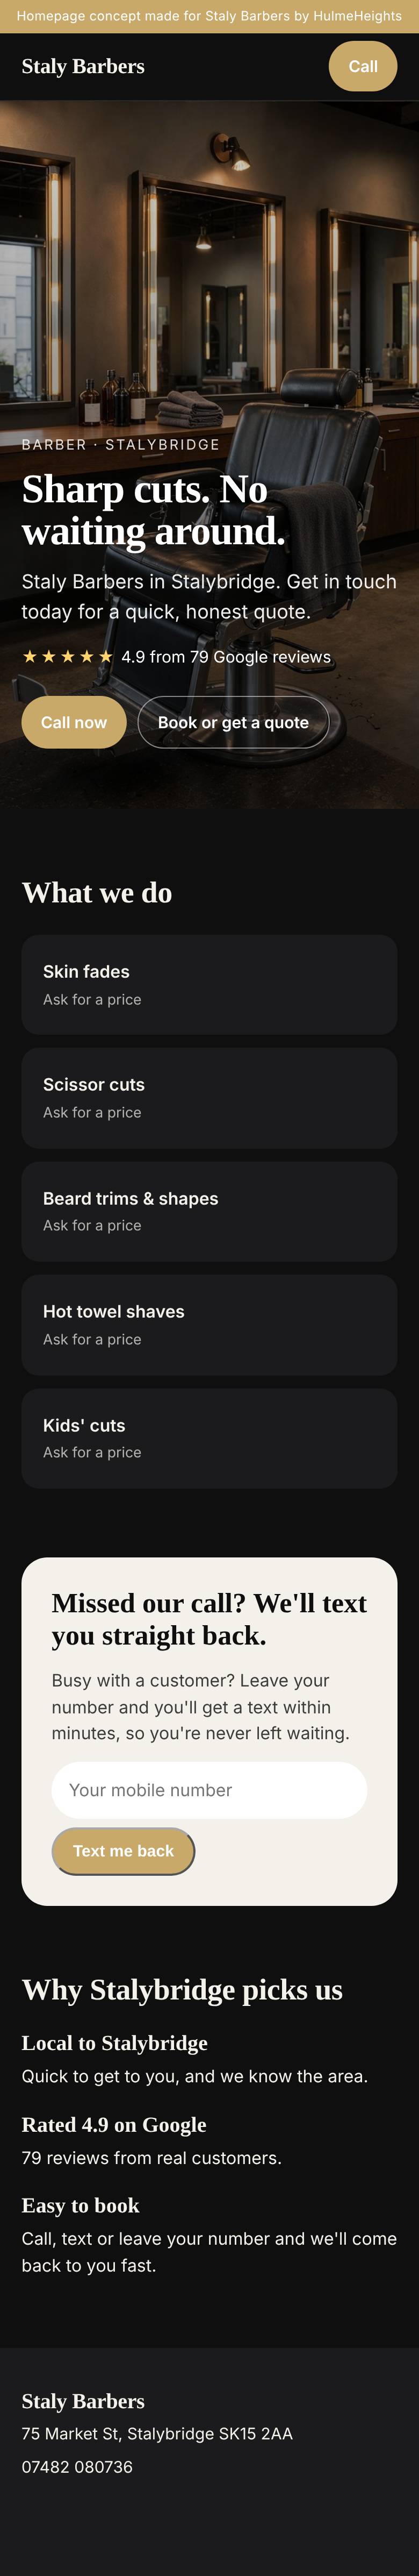 Homepage concept made for Staly Barbers by HulmeHeights
Staly Barbers
Call
BARBER · STALYBRIDGE
Sharp cuts. No
waiting around.
Staly Barbers in Stalybridge. Get in touch
today for a quick, honest quote.
★★★★★ 4.9 from 79 Google reviews
Call now
Book or get a quote
What we do
Skin fades
Ask for a price
Scissor cuts
Ask for a price
Beard trims & shapes
Ask for a price
Hot towel shaves
Ask for a price
Kids' cuts
Ask for a price
Missed our call? We'll text
you straight back.
Busy with a customer? Leave your
number and you'll get a text within
minutes, so you're never left waiting.
Your mobile number
Text me back
Why Stalybridge picks us
Local to Stalybridge
Quick to get to you, and we know the area.
Rated 4.9 on Google
79 reviews from real customers.
Easy to book
Call, text or leave your number and we'll come
back to you fast.
Staly Barbers
75 Market St, Stalybridge SK15 2AA
07482 080736